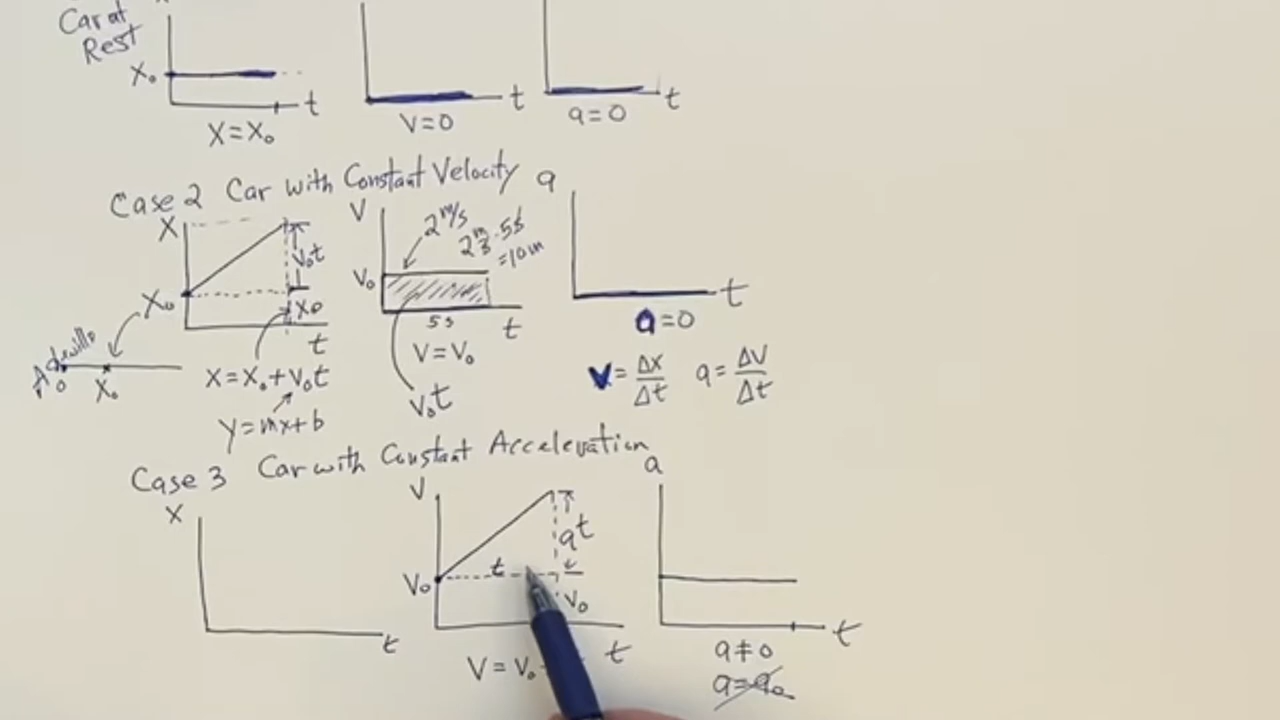 Car at
Rest
X₀
t
t
t
X=X₀
V=0
a=0
Case 2 Car with Constant Velocity
a
X
V
2 m/s
2 m/s · 5s
=10m
V₀t
V₀
X₀
X₀
5s
t
t
t
V=V₀
a=0
0
X₀
X=X₀+V₀t
V₀t
V=ΔX/Δt
a=ΔV/Δt
y=mx+b
Case 3 Car with Constant Acceleration
X
V
a
at
t
V₀
V₀
t
t
t
V=V₀
a≠0
a=a₀